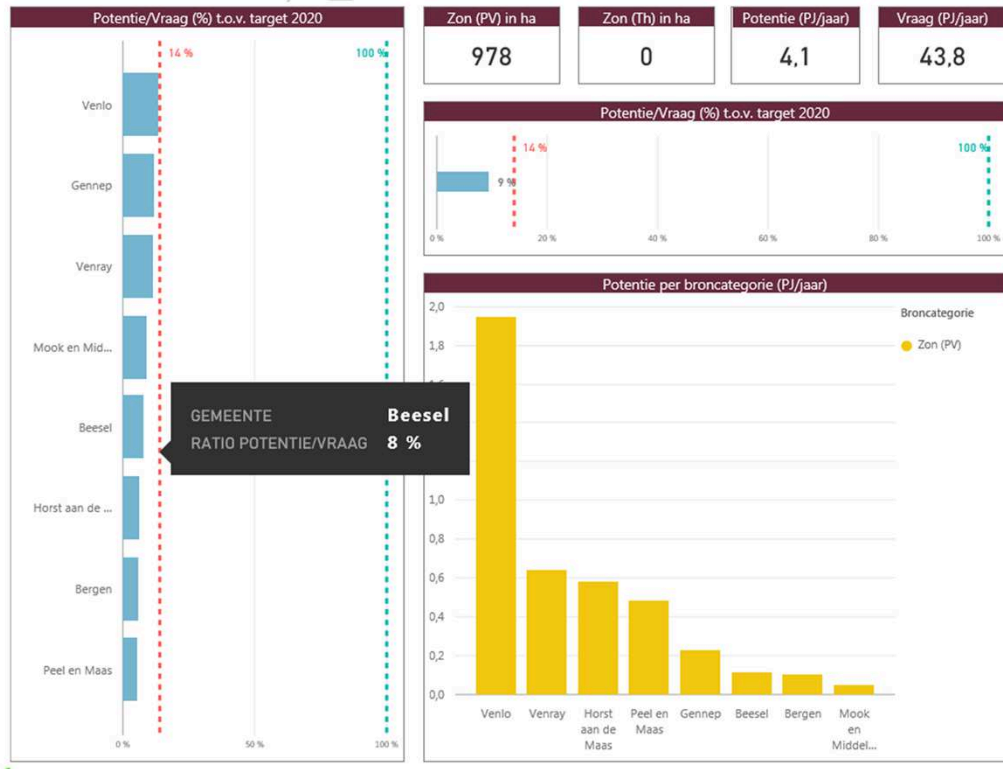 Potentie/Vraag (%) t.o.v. target 2020
14 %
100 %
Venlo
Gennep
Venray
Mook en Mid...
Beesel
Horst aan de ...
Bergen
Peel en Maas
0 %
50 %
100 %
GEMEENTE Beesel
RATIO POTENTIE/VRAAG 8 %
Zon (PV) in ha
978
Zon (Th) in ha
0
Potentie (PJ/jaar)
4,1
Vraag (PJ/jaar)
43,8
Potentie/Vraag (%) t.o.v. target 2020
14 %
100 %
9 %
0 %
20 %
40 %
60 %
80 %
100 %
Potentie per broncategorie (PJ/jaar)
2,0
1,8
1,0
0,8
0,6
0,4
0,2
0,0
Venlo
Venray
Horst
aan de
Maas
Peel en
Maas
Gennep
Beesel
Bergen
Mook
en
Middel...
Broncategorie
Zon (PV)